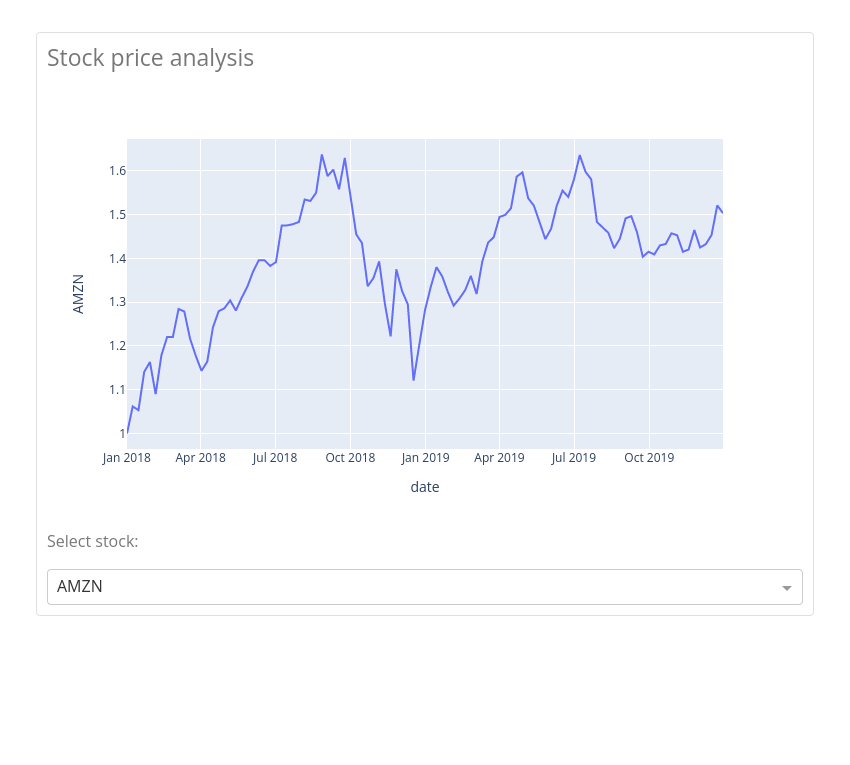 Stock price analysis
1.6
1.5
1.4
1.3
1.2
1.1
1
AMZN
Jan 2018 Apr 2018 Jul 2018 Oct 2018 Jan 2019 Apr 2019 Jul 2019 Oct 2019
date
Select stock:
AMZN